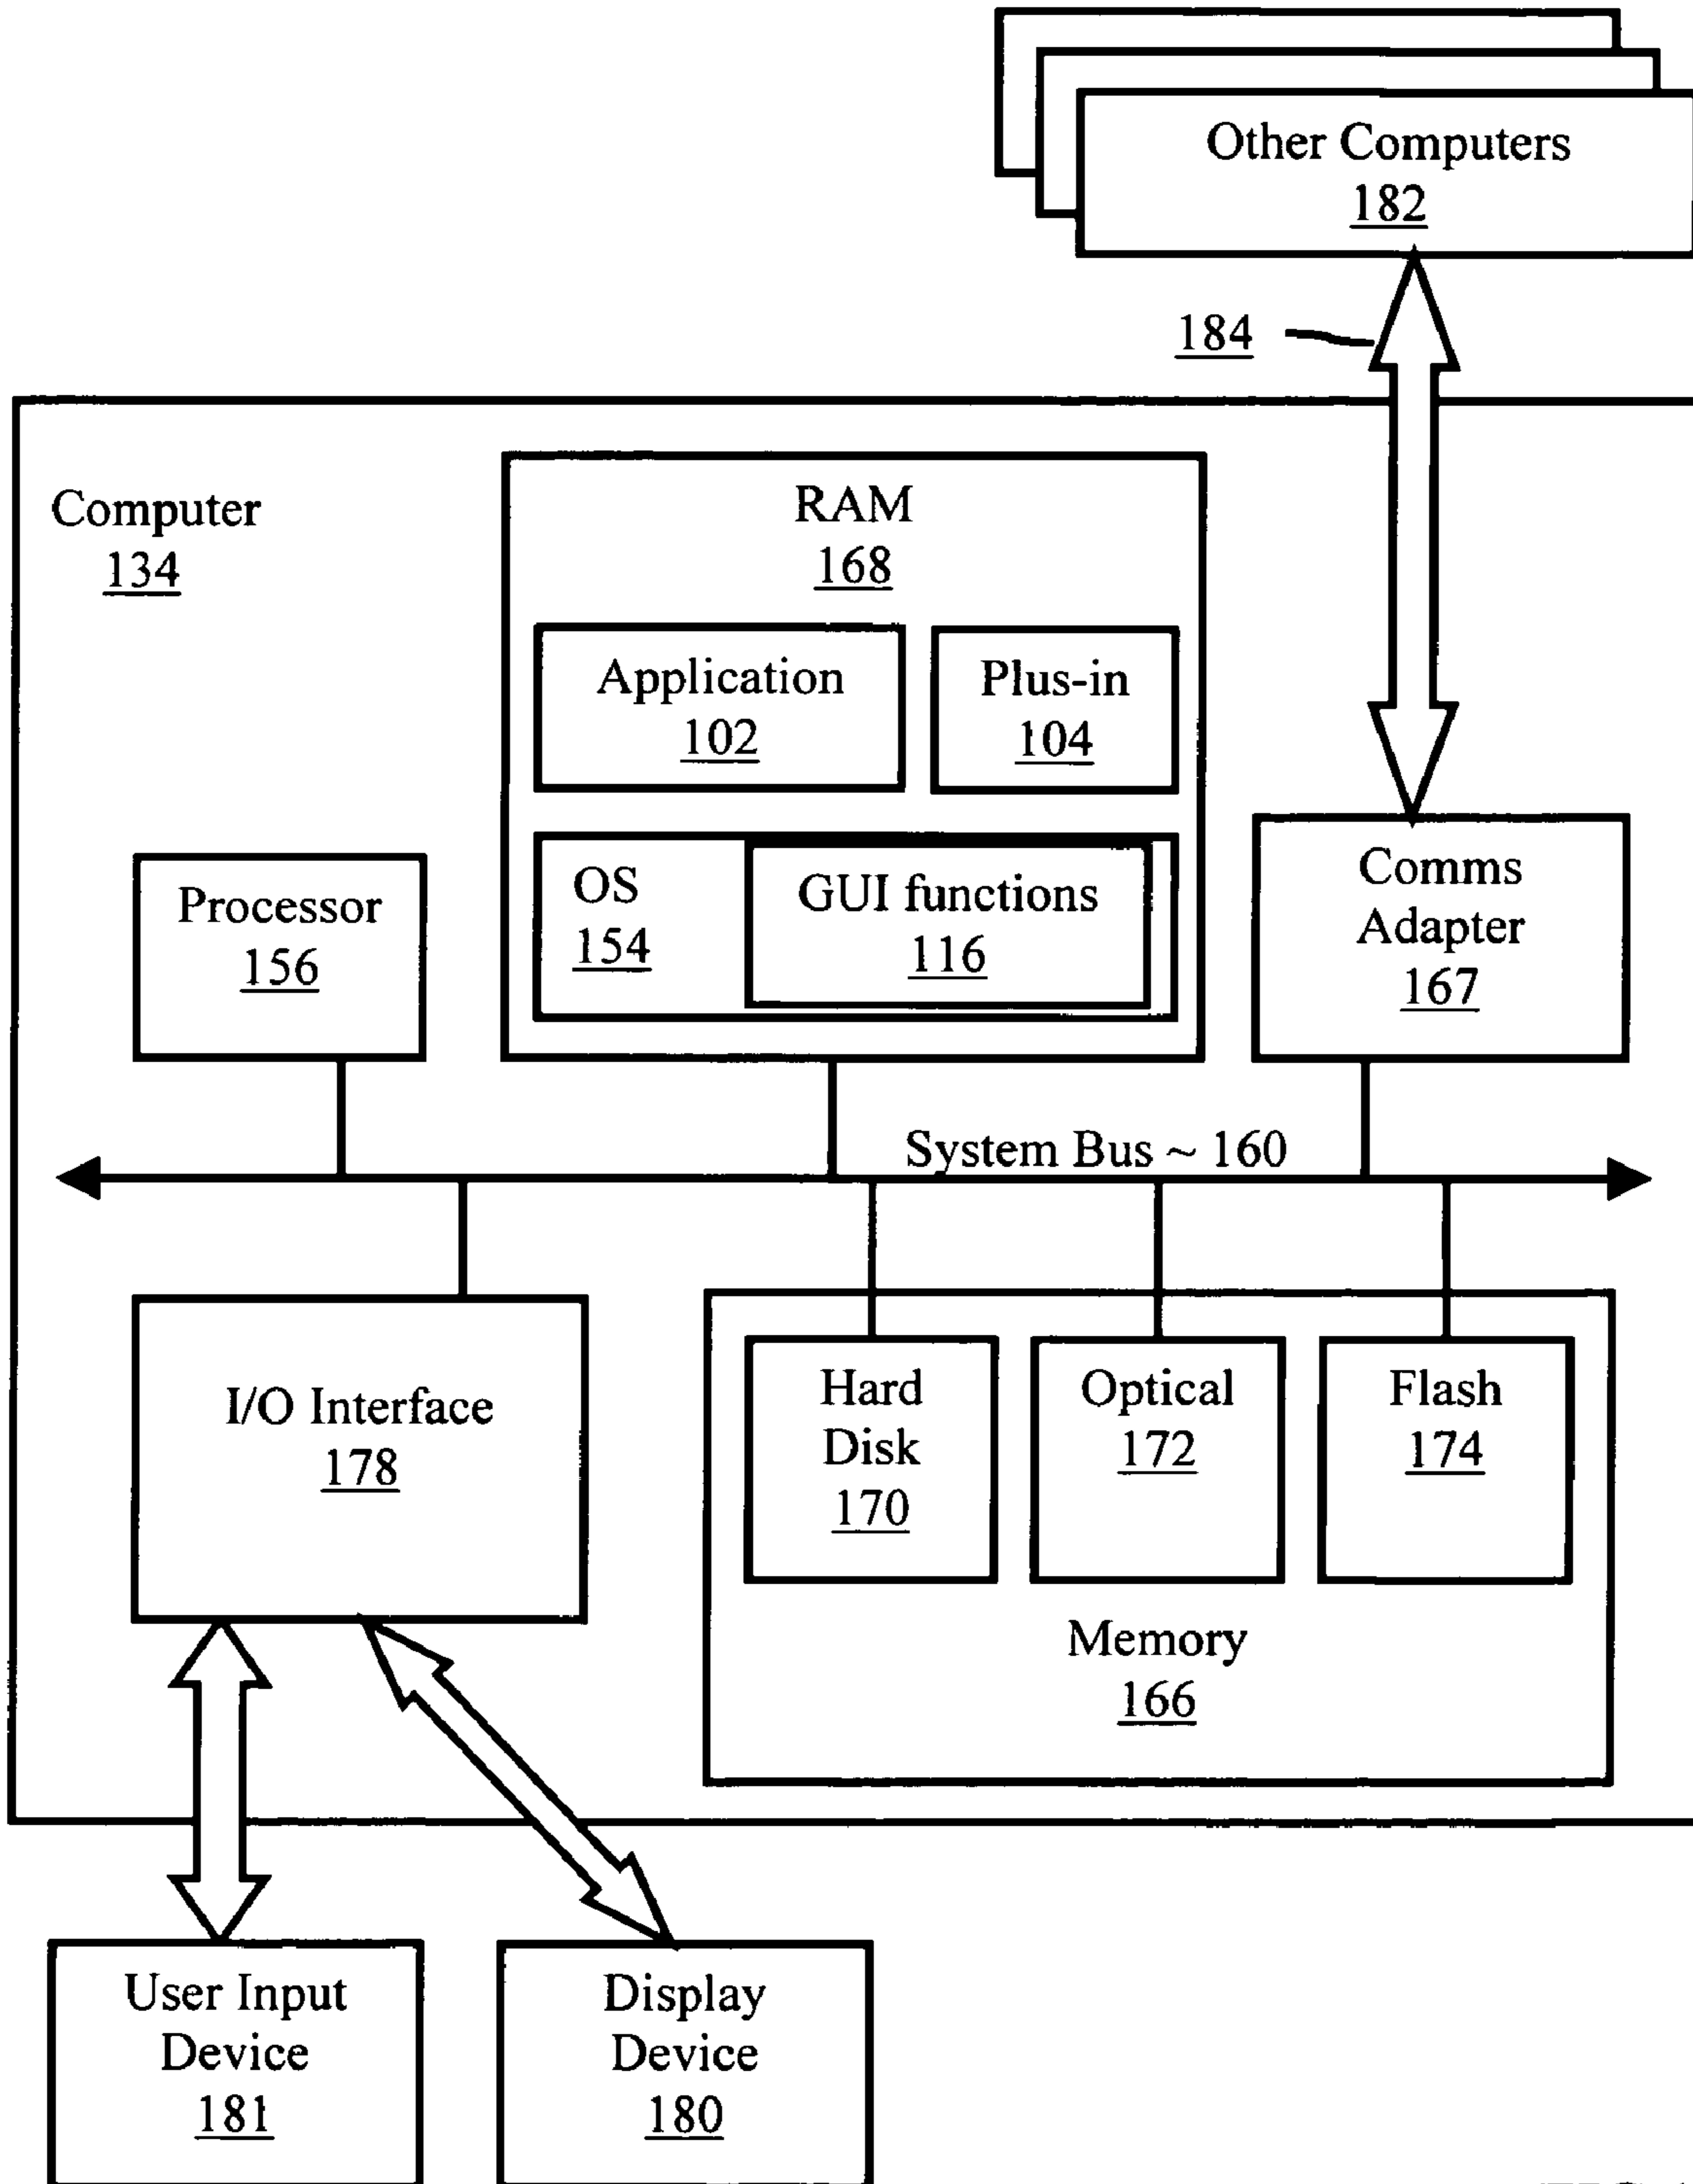 Other Computers
182
184
Computer
134
RAM
168
Application
102
Plus-in
104
OS
154
GUI functions
116
Comms
Adapter
167
Processor
156
System Bus ~ 160
I/O Interface
178
Hard
Disk
170
Optical
172
Flash
174
Memory
166
User Input
Device
181
Display
Device
180